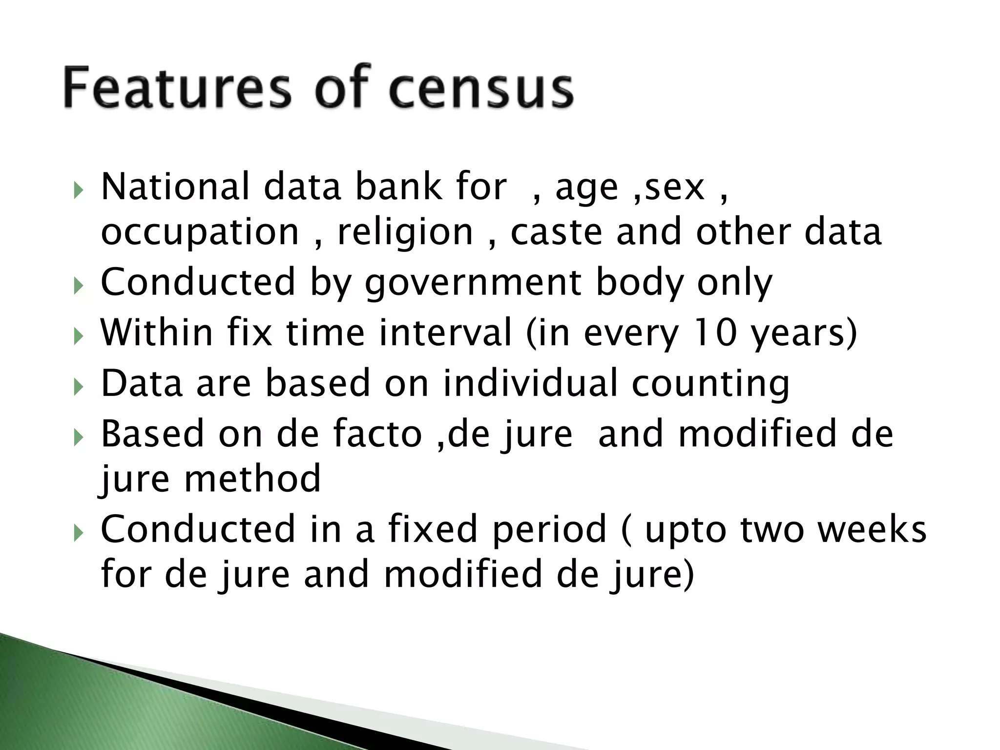 Features of census
National data bank for  , age ,sex ,
occupation , religion , caste and other data
Conducted by government body only
Within fix time interval (in every 10 years)
Data are based on individual counting
Based on de facto ,de jure  and modified de
jure method
Conducted in a fixed period ( upto two weeks
for de jure and modified de jure)